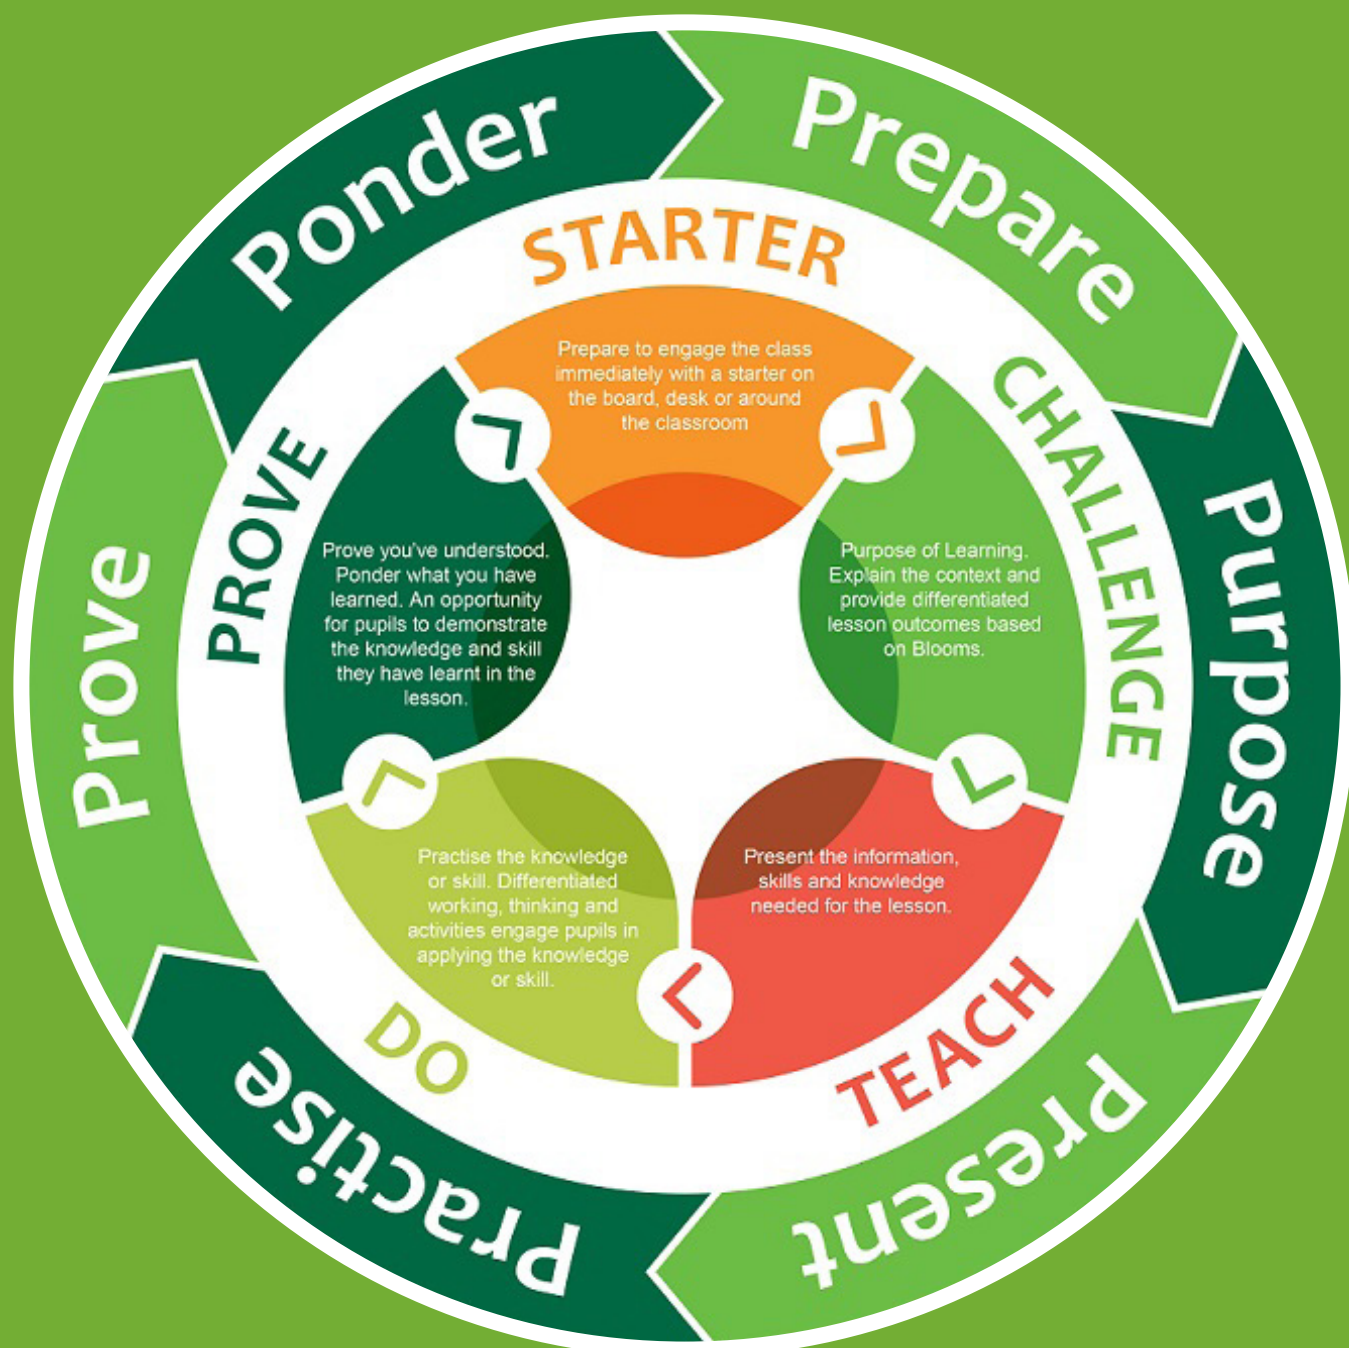 Ponder
Prepare
Purpose
Present
Practise
Prove
STARTER
Prepare to engage the class
immediately with a starter on
the board, desk or around
the classroom
CHALLENGE
Purpose of Learning.
Explain the context and
provide differentiated
lesson outcomes based
on Blooms.
TEACH
Present the information,
skills and knowledge
needed for the lesson.
DO
Practise the knowledge
or skill. Differentiated
working, thinking and
activities engage pupils in
applying the knowledge
or skill.
PROVE
Prove you've understood.
Ponder what you have
learned. An opportunity
for pupils to demonstrate
the knowledge and skill
they have learnt in the
lesson.